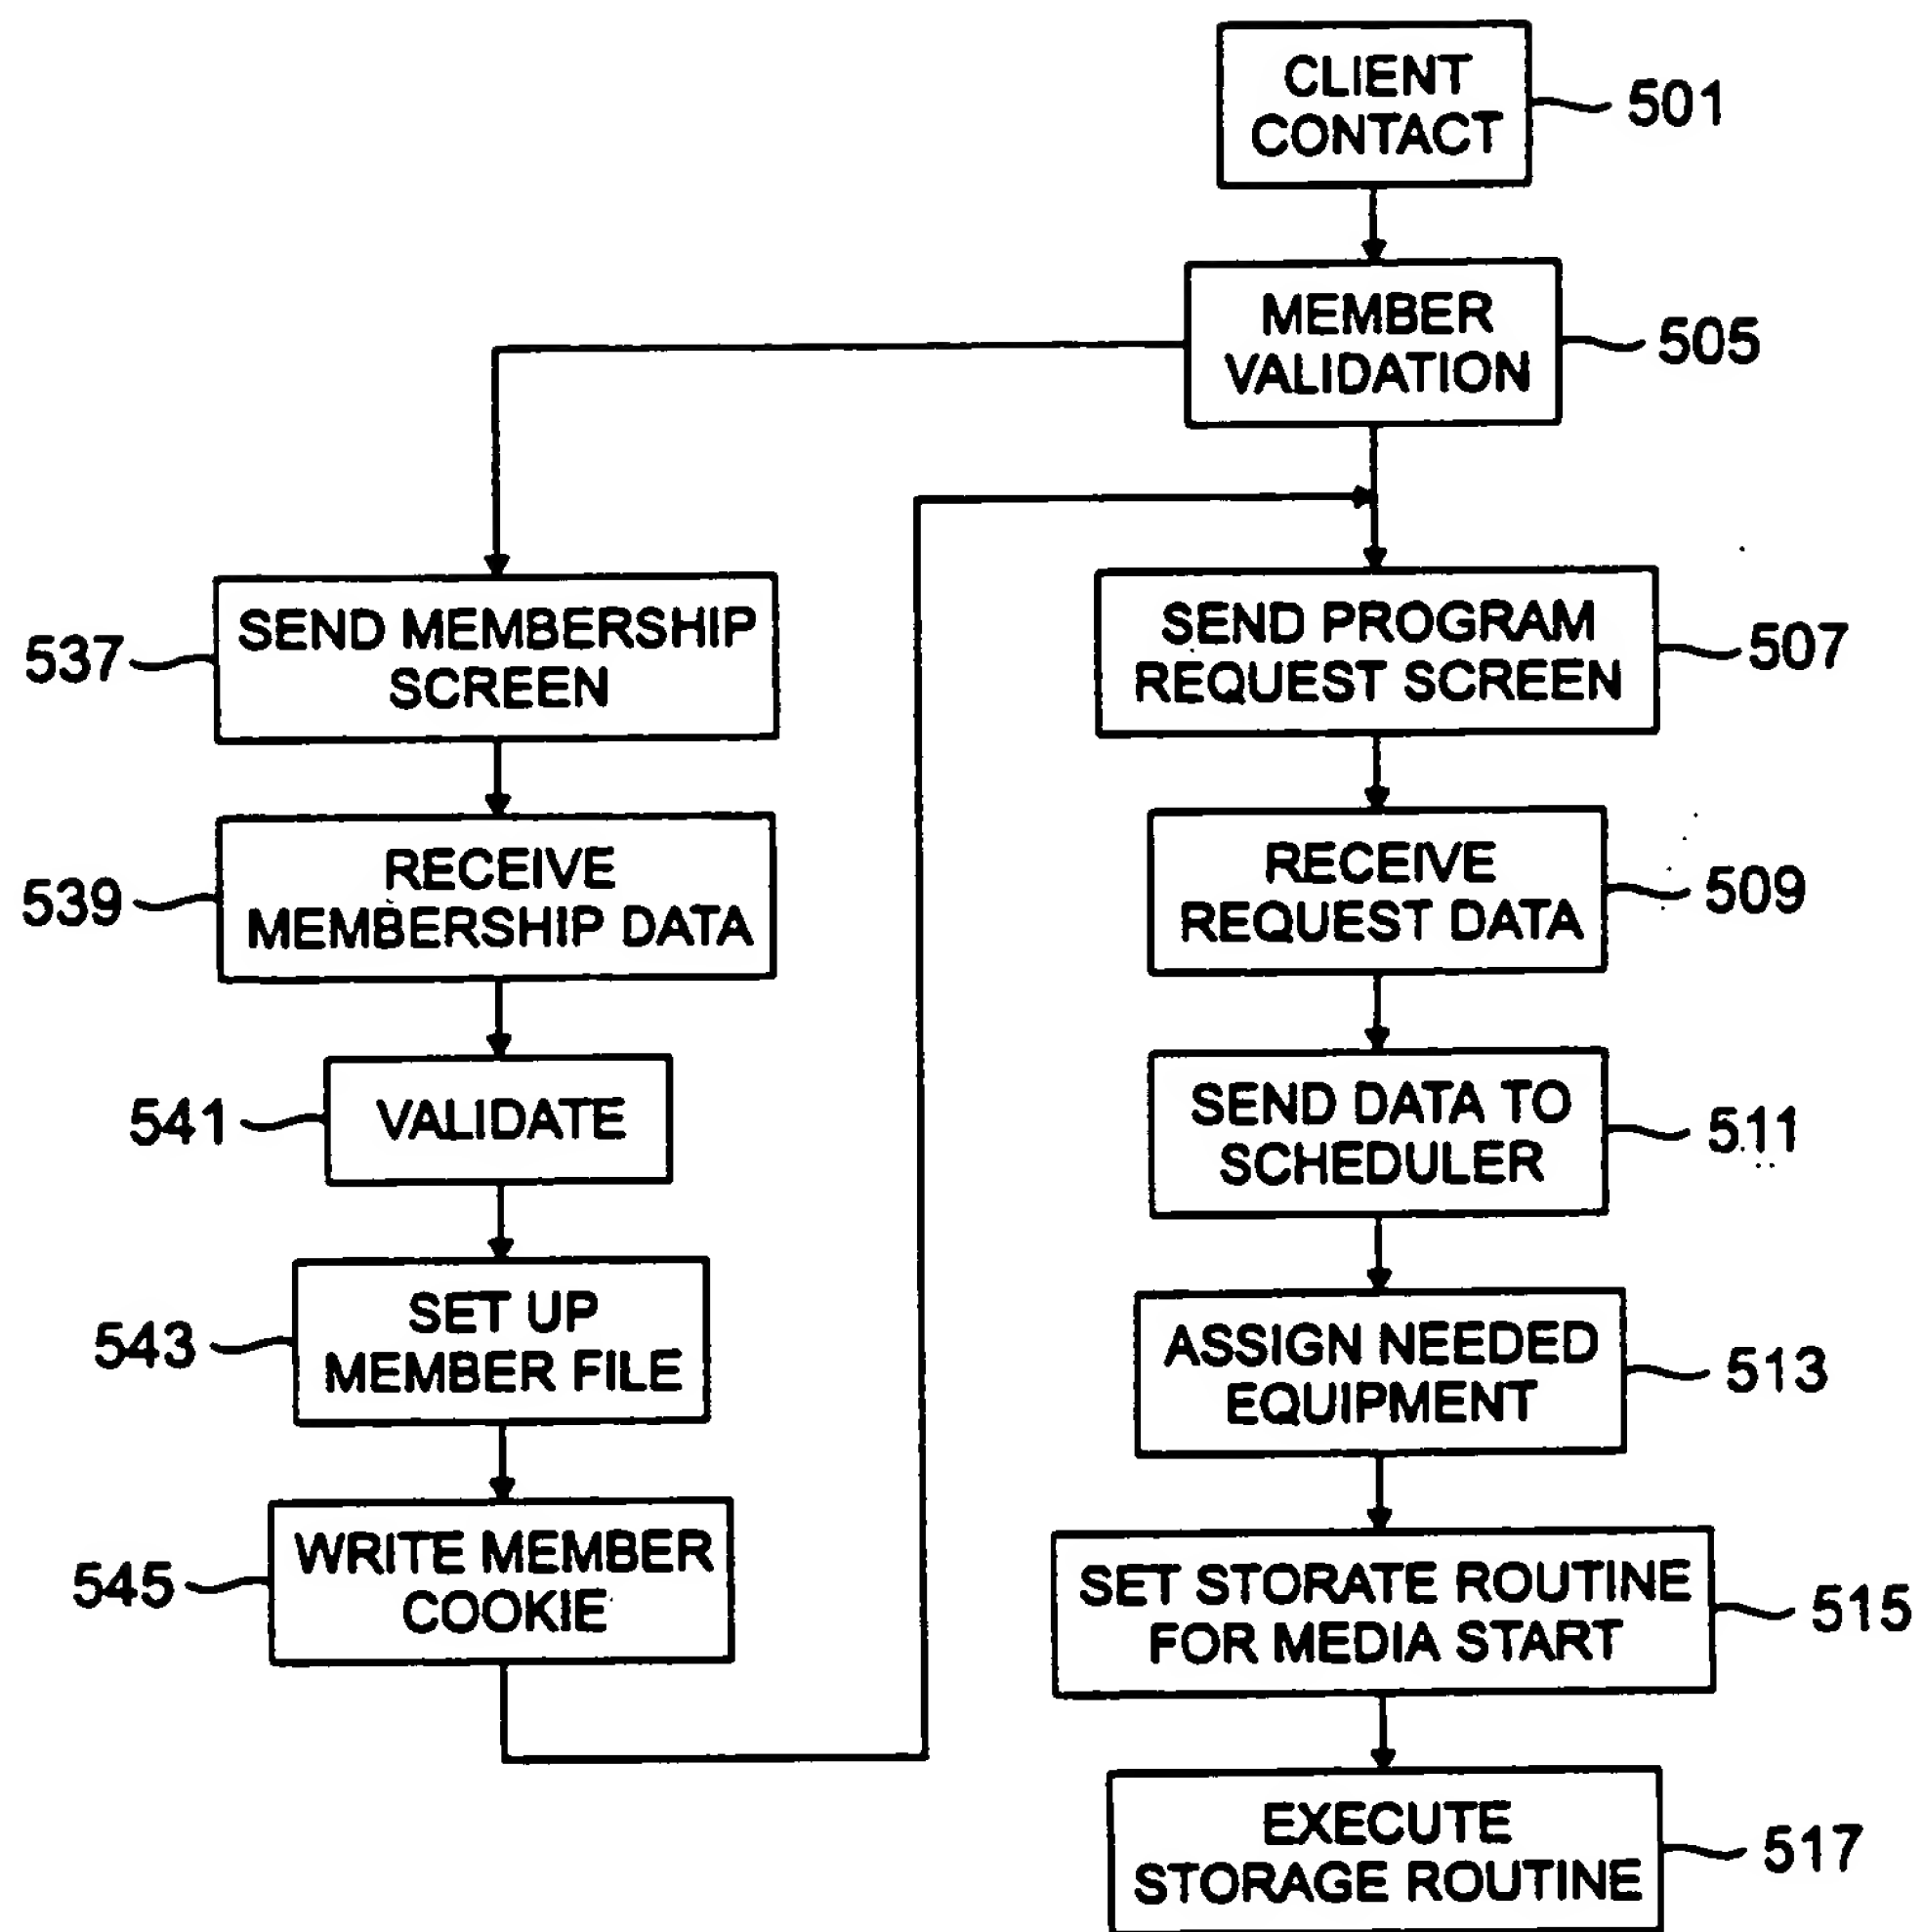 CLIENT
CONTACT
501
MEMBER
VALIDATION
505
537
SEND MEMBERSHIP
SCREEN
539
RECEIVE
MEMBERSHIP DATA
541
VALIDATE
543
SET UP
MEMBER FILE
545
WRITE MEMBER
COOKIE
SEND PROGRAM
REQUEST SCREEN
507
RECEIVE
REQUEST DATA
509
SEND DATA TO
SCHEDULER
511
ASSIGN NEEDED
EQUIPMENT
513
SET STORATE ROUTINE
FOR MEDIA START
515
EXECUTE
STORAGE ROUTINE
517